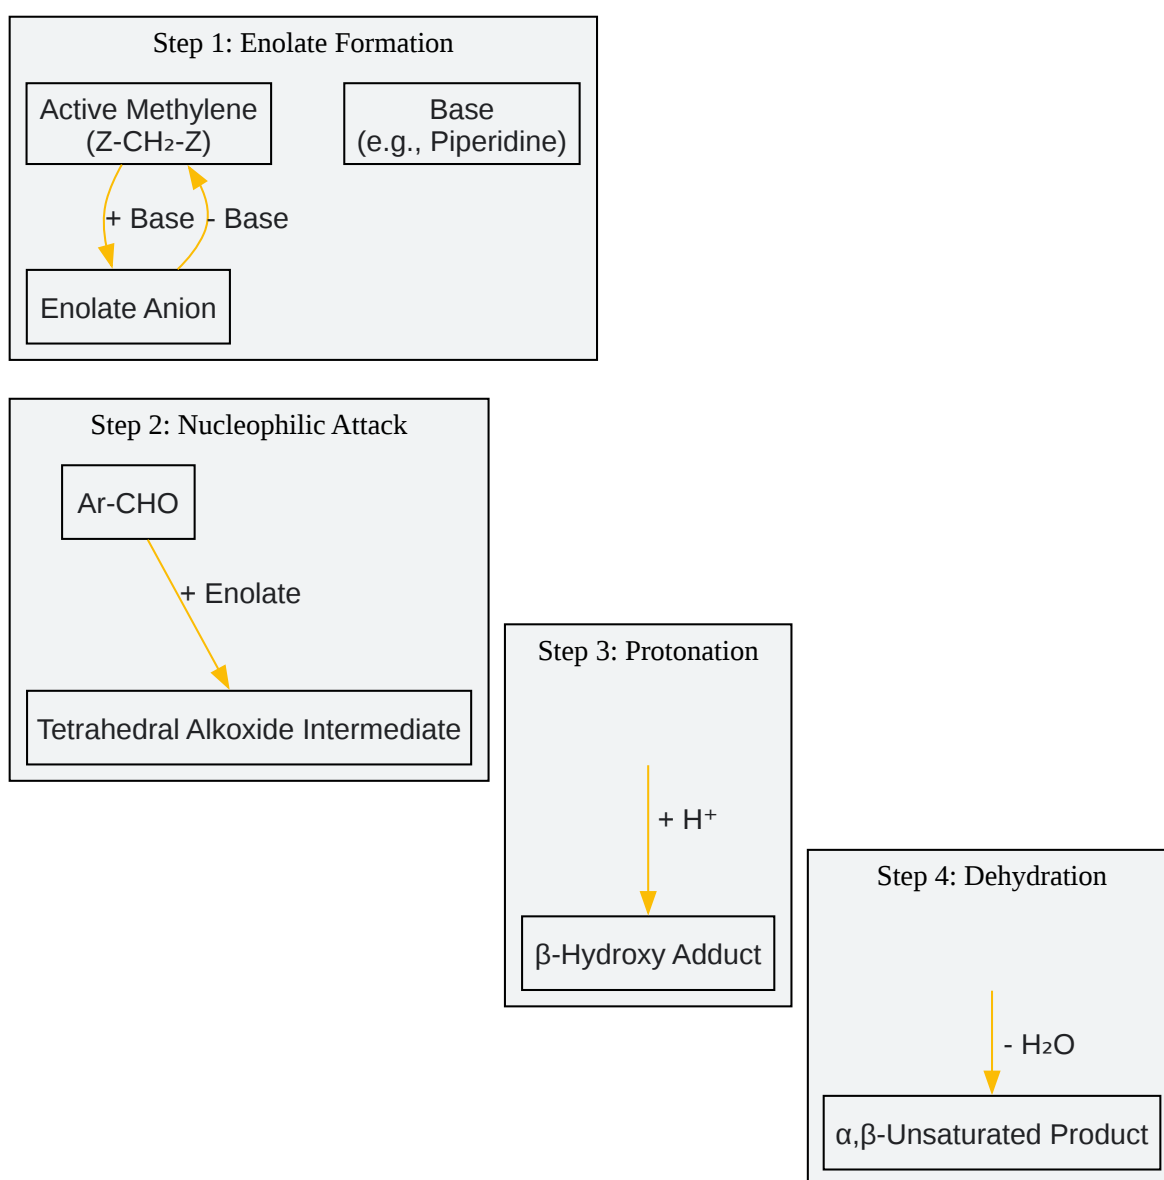 Step 1: Enolate Formation
Active Methylene
(Z-CH₂-Z)
Base
(e.g., Piperidine)
+ Base
- Base
Enolate Anion
Step 2: Nucleophilic Attack
Ar-CHO
+ Enolate
Tetrahedral Alkoxide Intermediate
Step 3: Protonation
+ H⁺
β-Hydroxy Adduct
Step 4: Dehydration
- H₂O
α,β-Unsaturated Product